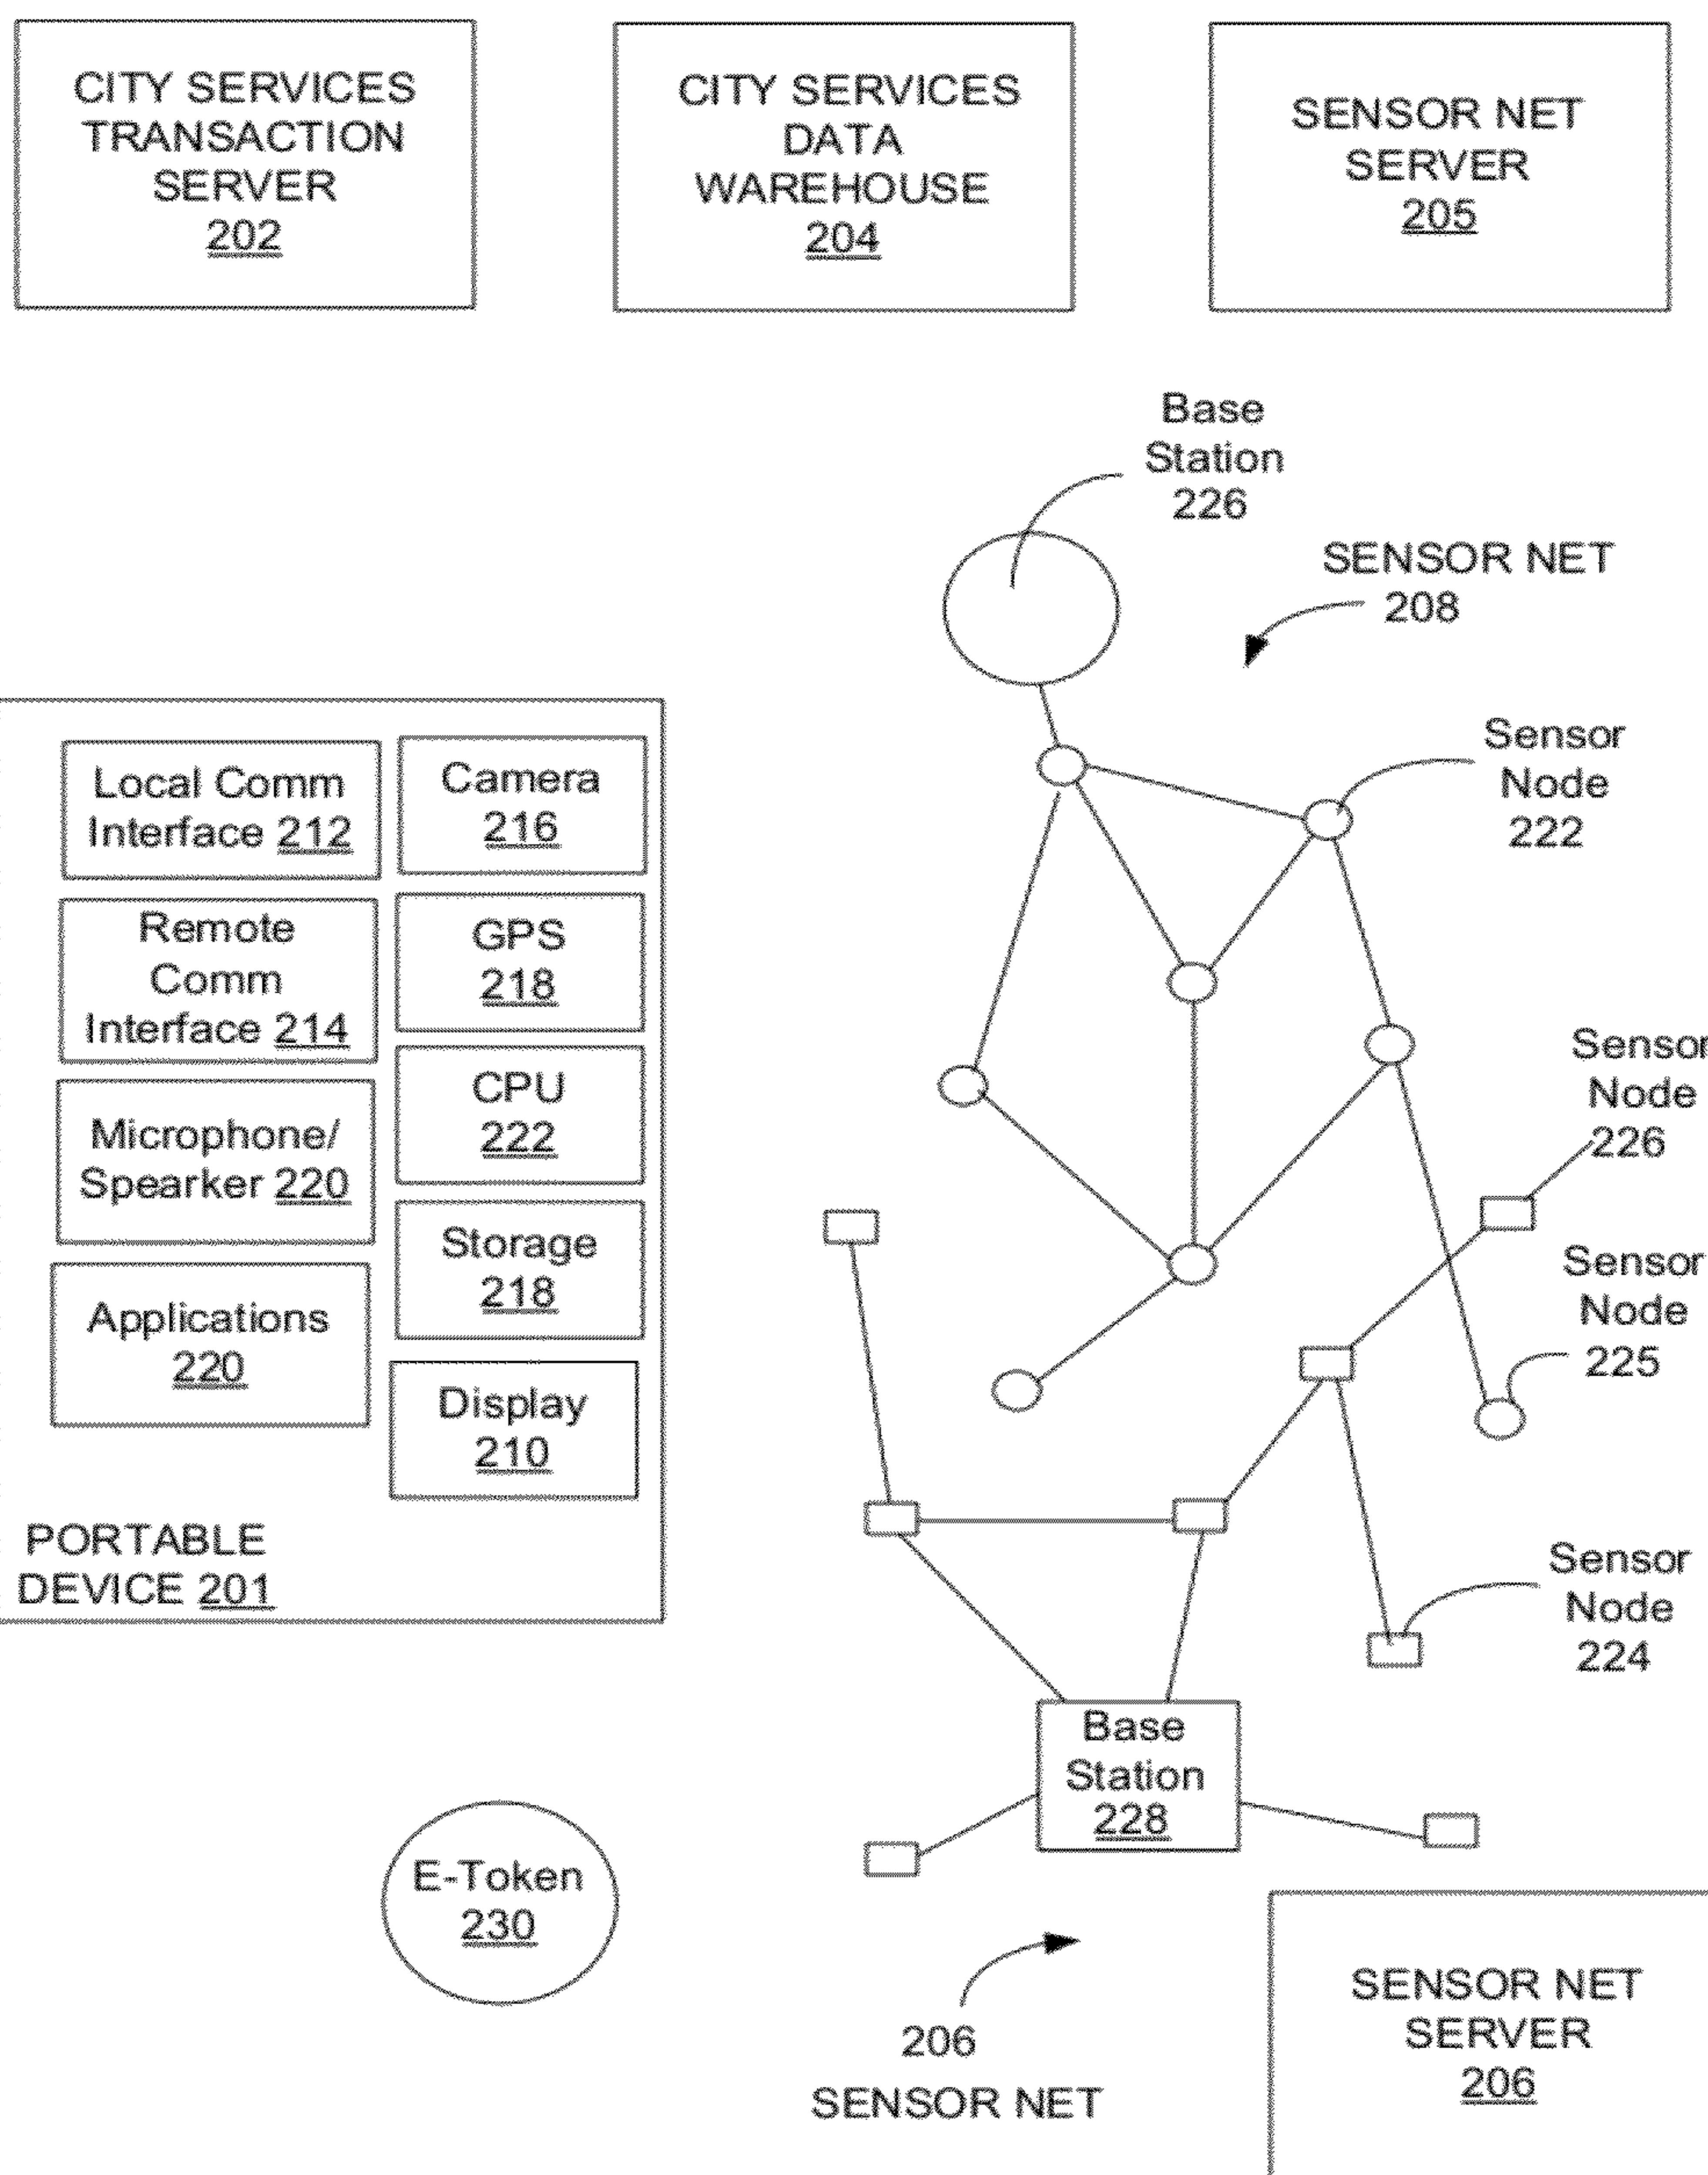 CITY SERVICES
TRANSACTION
SERVER
202
CITY SERVICES
DATA
WAREHOUSE
204
SENSOR NET
SERVER
205
Base
Station
226
SENSOR NET
208
Sensor
Node
222
Local Comm
Interface 212
Camera
216
Remote
Comm
Interface 214
GPS
218
Microphone/
Spearker 220
CPU
222
Applications
220
Storage
218
Display
210
PORTABLE
DEVICE 201
Sensor
Node
226
Sensor
Node
225
Sensor
Node
224
Base
Station
228
E-Token
230
206
SENSOR NET
SENSOR NET
SERVER
206